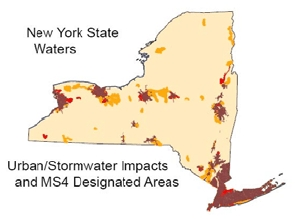 New York State
Waters
Urban/Stormwater Impacts
and MS4 Designated Areas